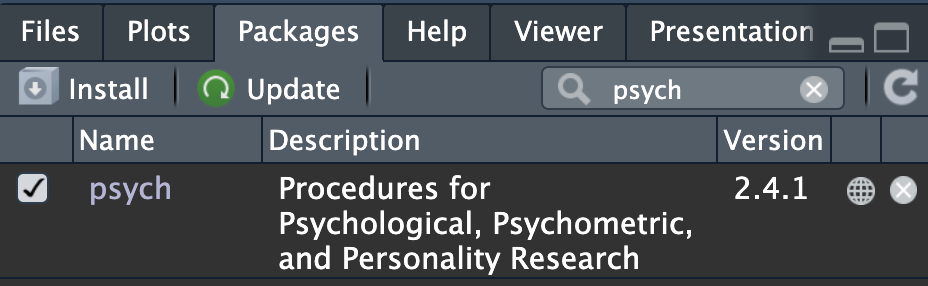 Files Plots Packages Help Viewer Presentation
Install Update psych
Name Description Version
psych Procedures for 2.4.1
Psychological, Psychometric,
and Personality Research